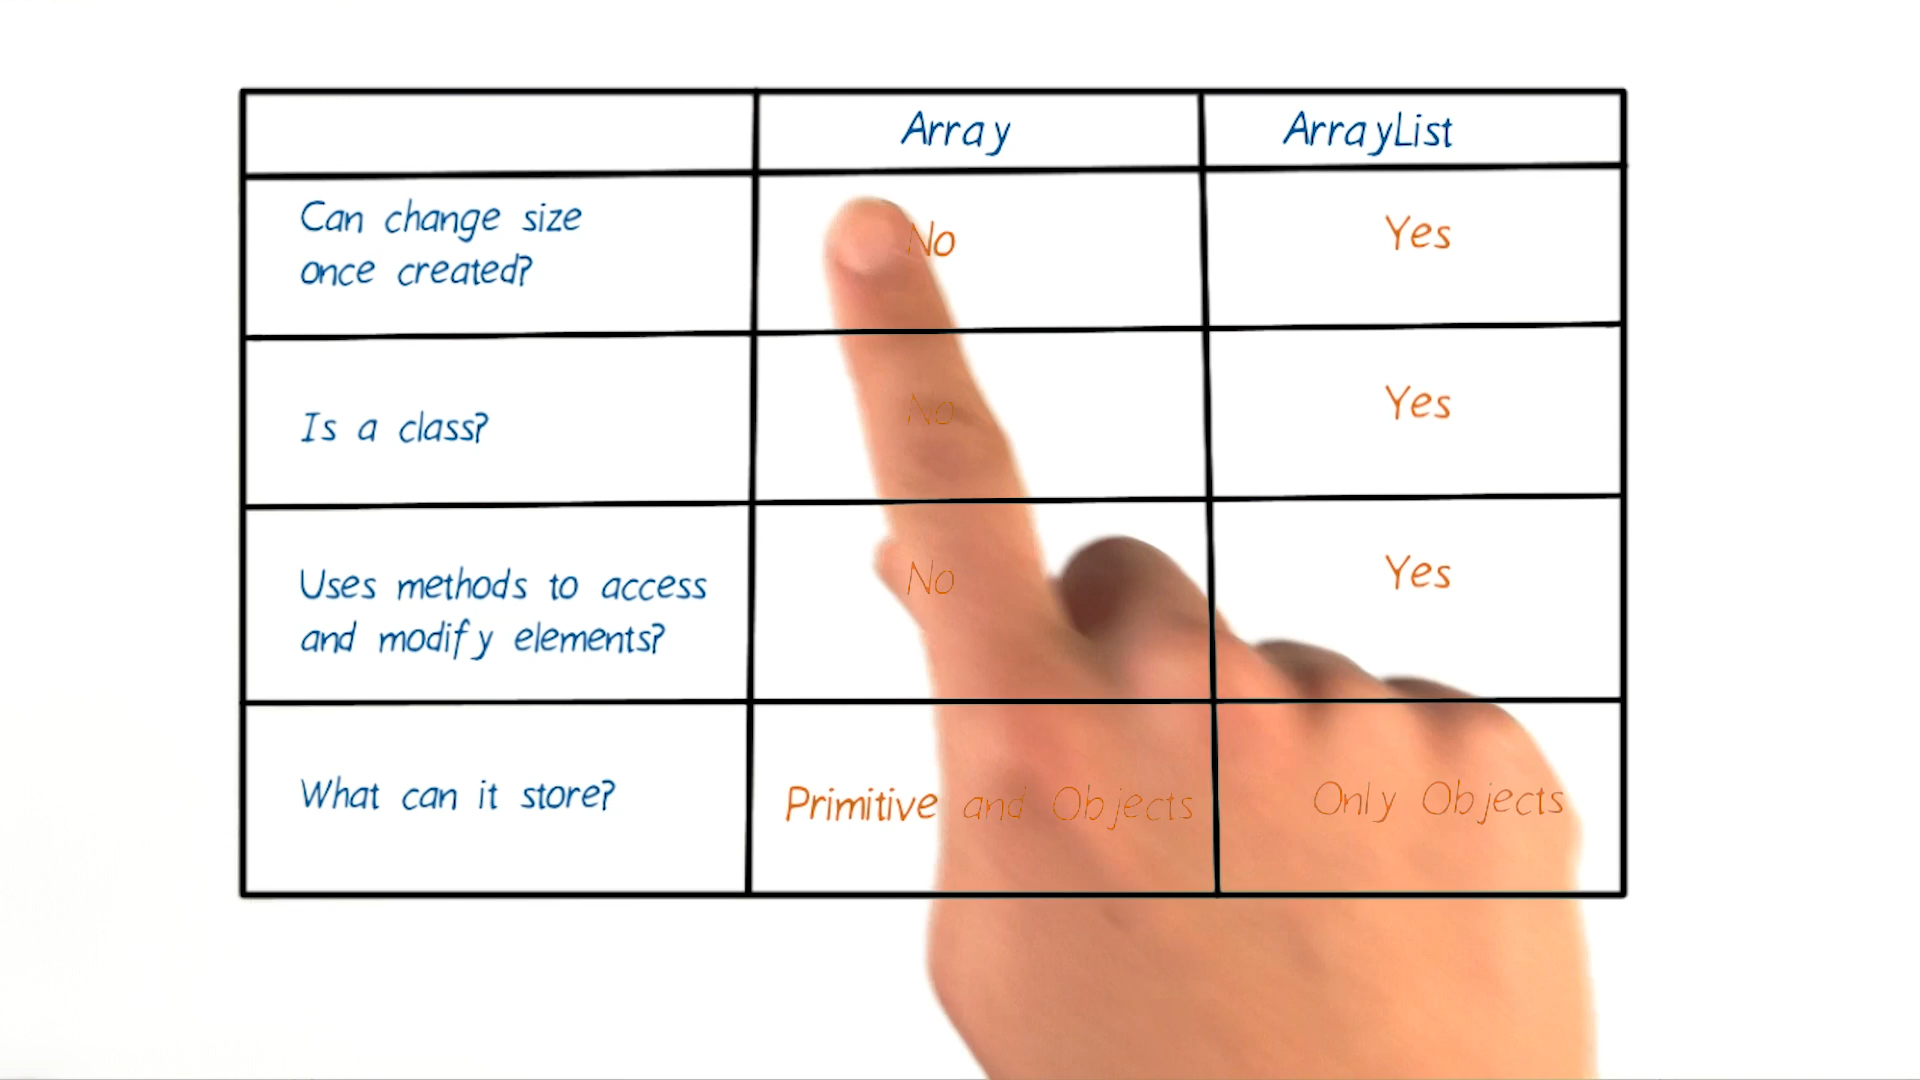 Array ArrayList
Can change size
once created?
No Yes
Is a class?
No Yes
Uses methods to access
and modify elements?
No Yes
What can it store?
Primitive and Objects Only Objects